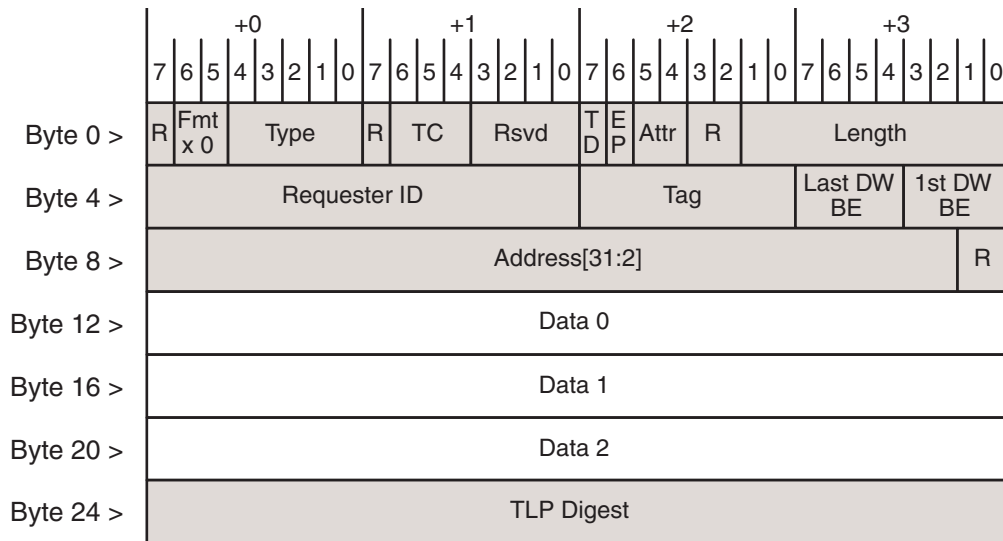 +0 +1 +2 +3
7 6 5 4 3 2 1 0 7 6 5 4 3 2 1 0 7 6 5 4 3 2 1 0 7 6 5 4 3 2 1 0
Byte 0 > R Fmt x 0 Type R TC Rsvd TD EP Attr R Length
Byte 4 > Requester ID Tag Last DW BE 1st DW BE
Byte 8 > Address[31:2] R
Byte 12 > Data 0
Byte 16 > Data 1
Byte 20 > Data 2
Byte 24 > TLP Digest